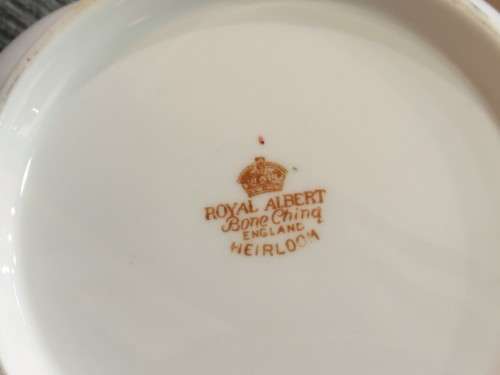 ROYAL ALBERT
Bone China
ENGLAND
HEIRLOOM